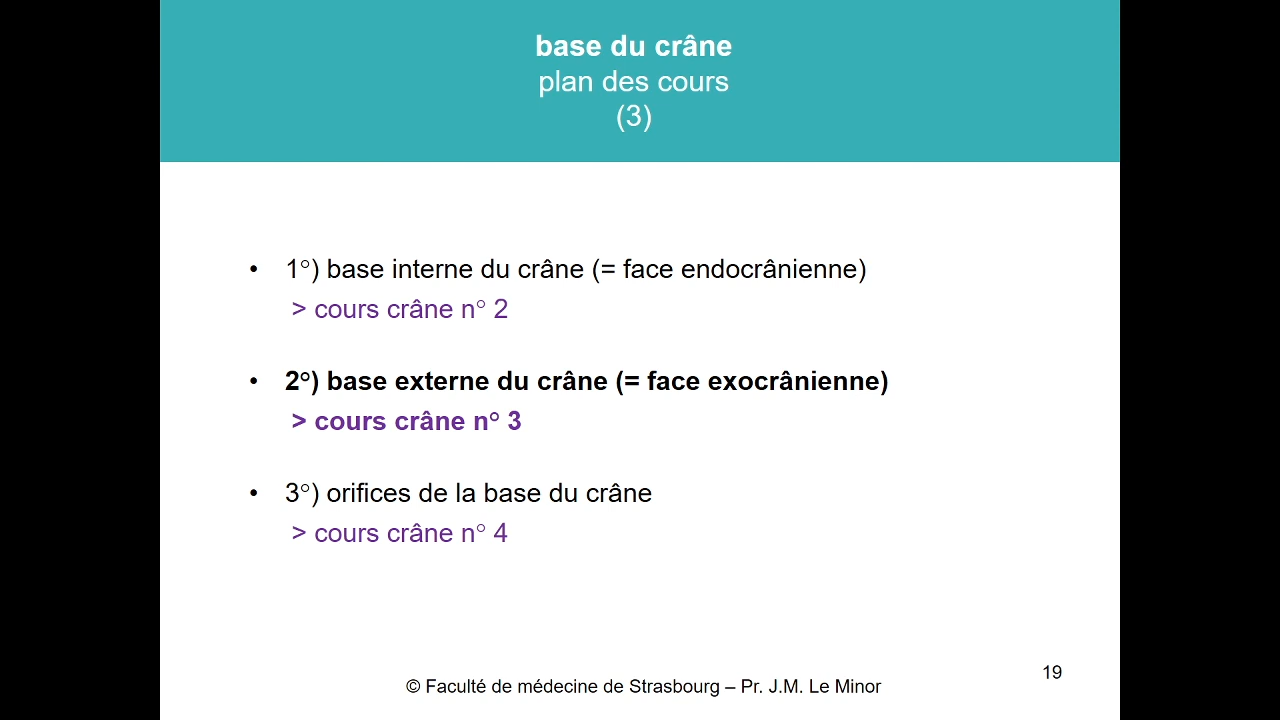 base du crâne
plan des cours
(3)
• 1°) base interne du crâne (= face endocrânienne)
> cours crâne n° 2
• 2°) base externe du crâne (= face exocrânienne)
> cours crâne n° 3
• 3°) orifices de la base du crâne
> cours crâne n° 4
19
© Faculté de médecine de Strasbourg – Pr. J.M. Le Minor